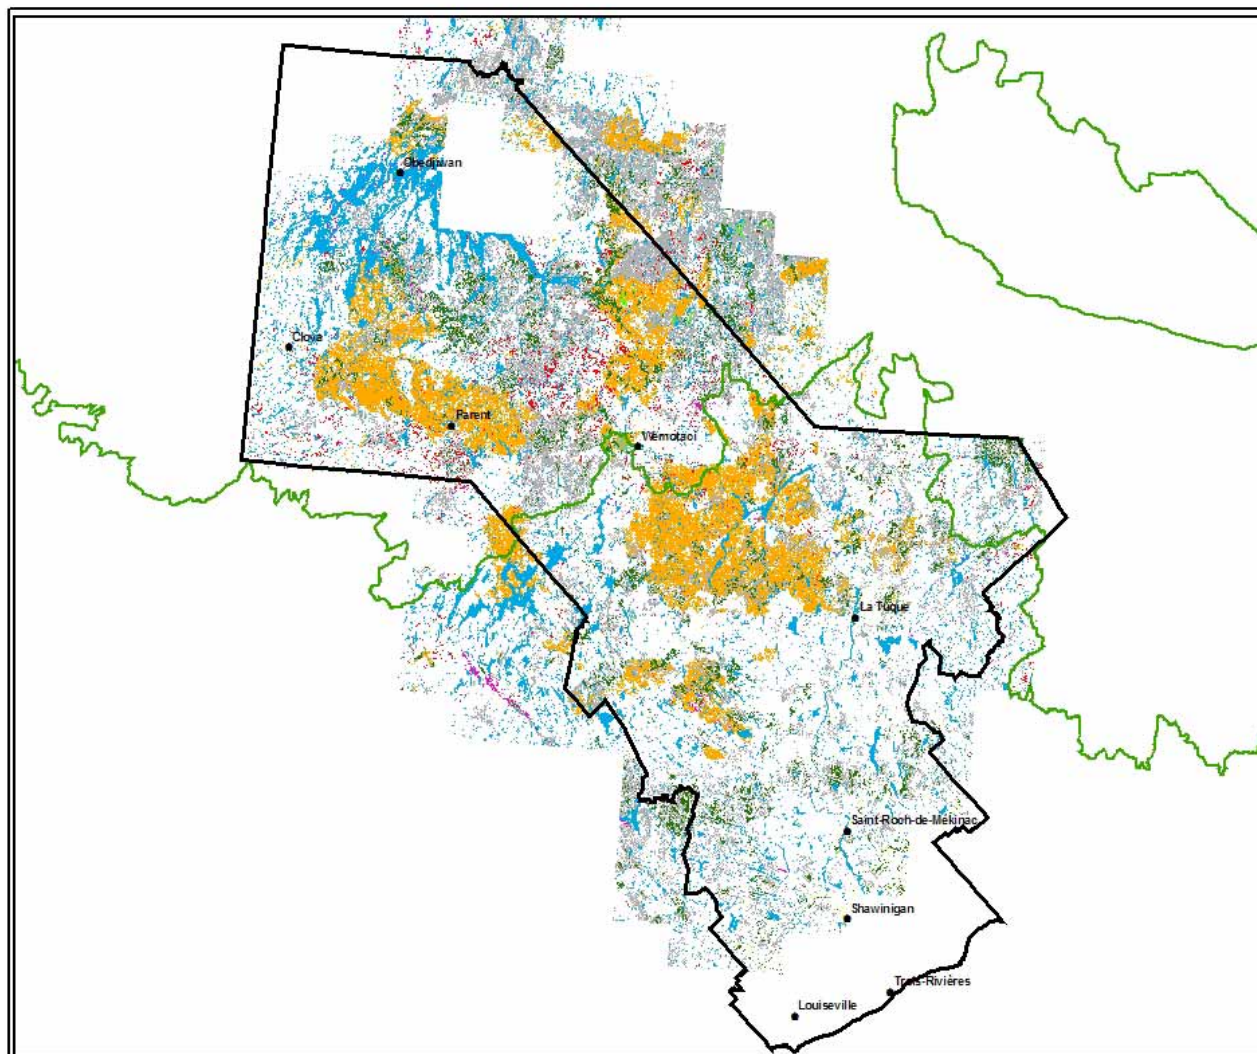 Obedjiwan
Clova
Parent
Wemotaci
La Tuque
Saint-Roch-de-Mékinac
Shawinigan
Trois-Rivières
Louiseville